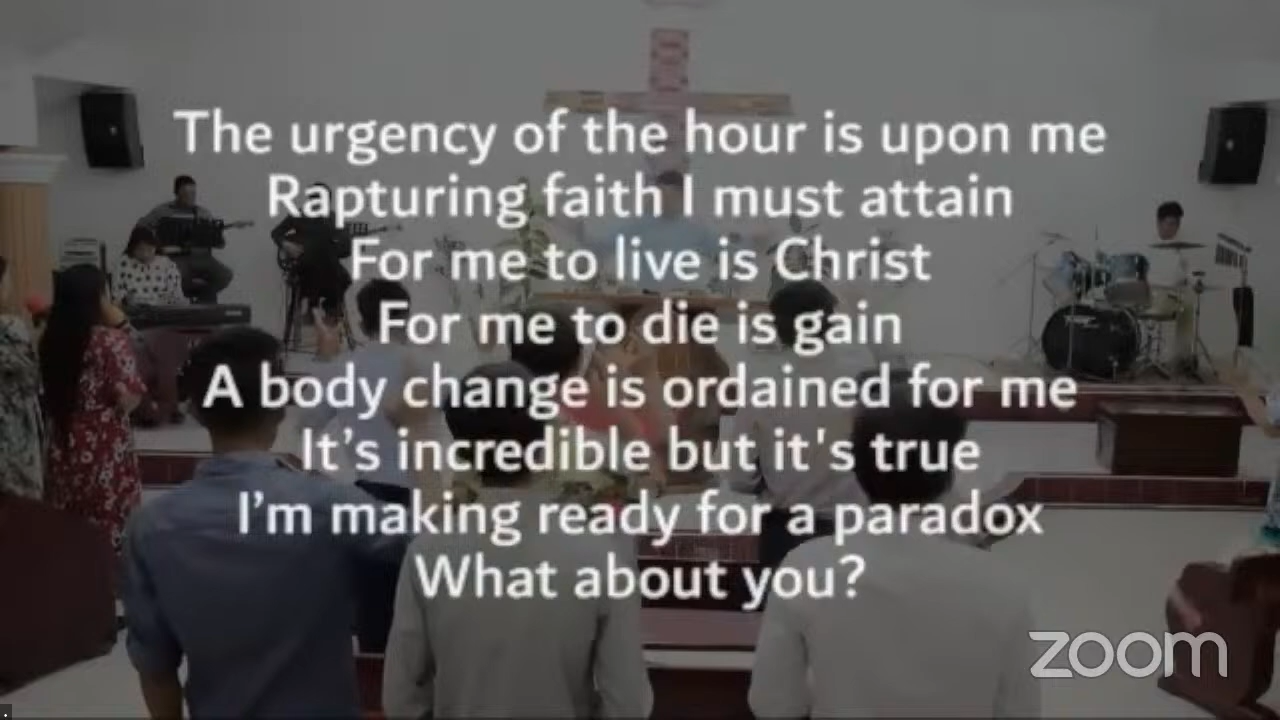 The urgency of the hour is upon me
Rapturing faith I must attain
For me to live is Christ
For me to die is gain
A body change is ordained for me
It’s incredible but it's true
I’m making ready for a paradox
What about you?
zoom